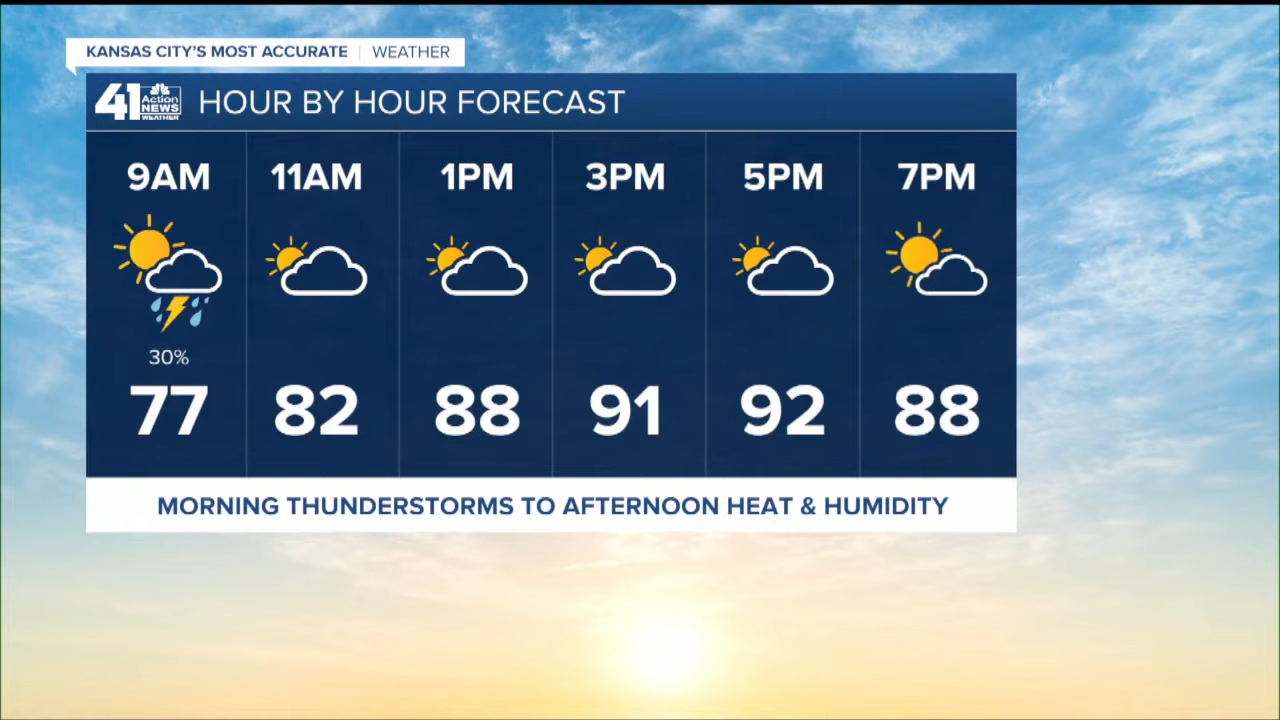 KANSAS CITY'S MOST ACCURATE | WEATHER
41 Action NEWS WEATHER
HOUR BY HOUR FORECAST
9AM 11AM 1PM 3PM 5PM 7PM
30%
77 82 88 91 92 88
MORNING THUNDERSTORMS TO AFTERNOON HEAT & HUMIDITY